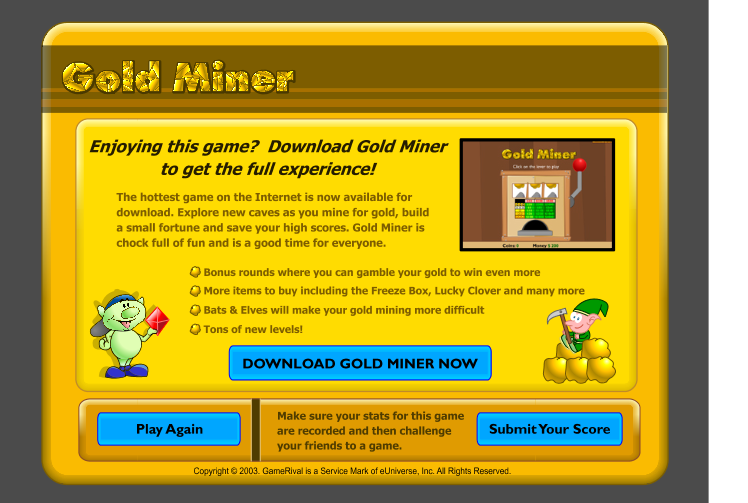 Gold Miner
Enjoying this game? Download Gold Miner
to get the full experience!
Gold Miner
Click on the lever to play
Coins
Money
The hottest game on the Internet is now available for
download. Explore new caves as you mine for gold, build
a small fortune and save your high scores. Gold Miner is
chock full of fun and is a good time for everyone.
Bonus rounds where you can gamble your gold to win even more
More items to buy including the Freeze Box, Lucky Clover and many more
Bats & Elves will make your gold mining more difficult
Tons of new levels!
DOWNLOAD GOLD MINER NOW
Play Again
Make sure your stats for this game
are recorded and then challenge
your friends to a game.
Submit Your Score
Copyright © 2003. GameRival is a Service Mark of eUniverse, Inc. All Rights Reserved.